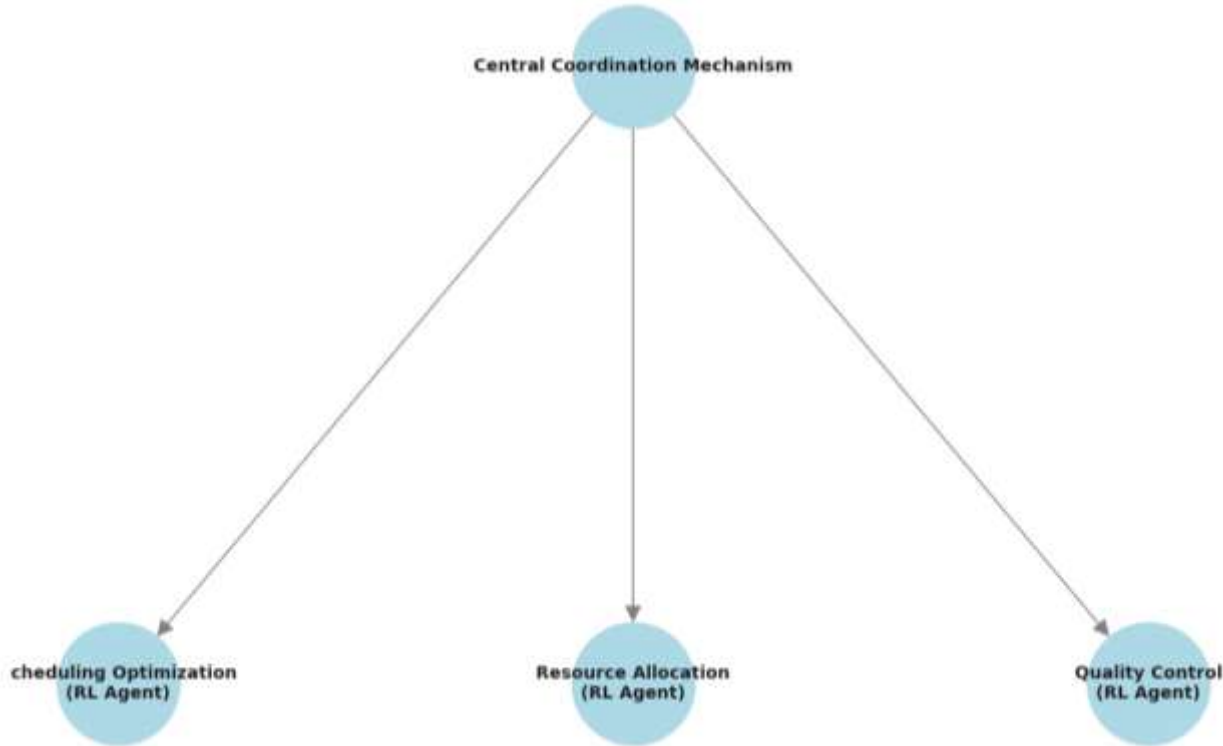 Central Coordination Mechanism
cheduling Optimization
(RL Agent)
Resource Allocation
(RL Agent)
Quality Control
(RL Agent)